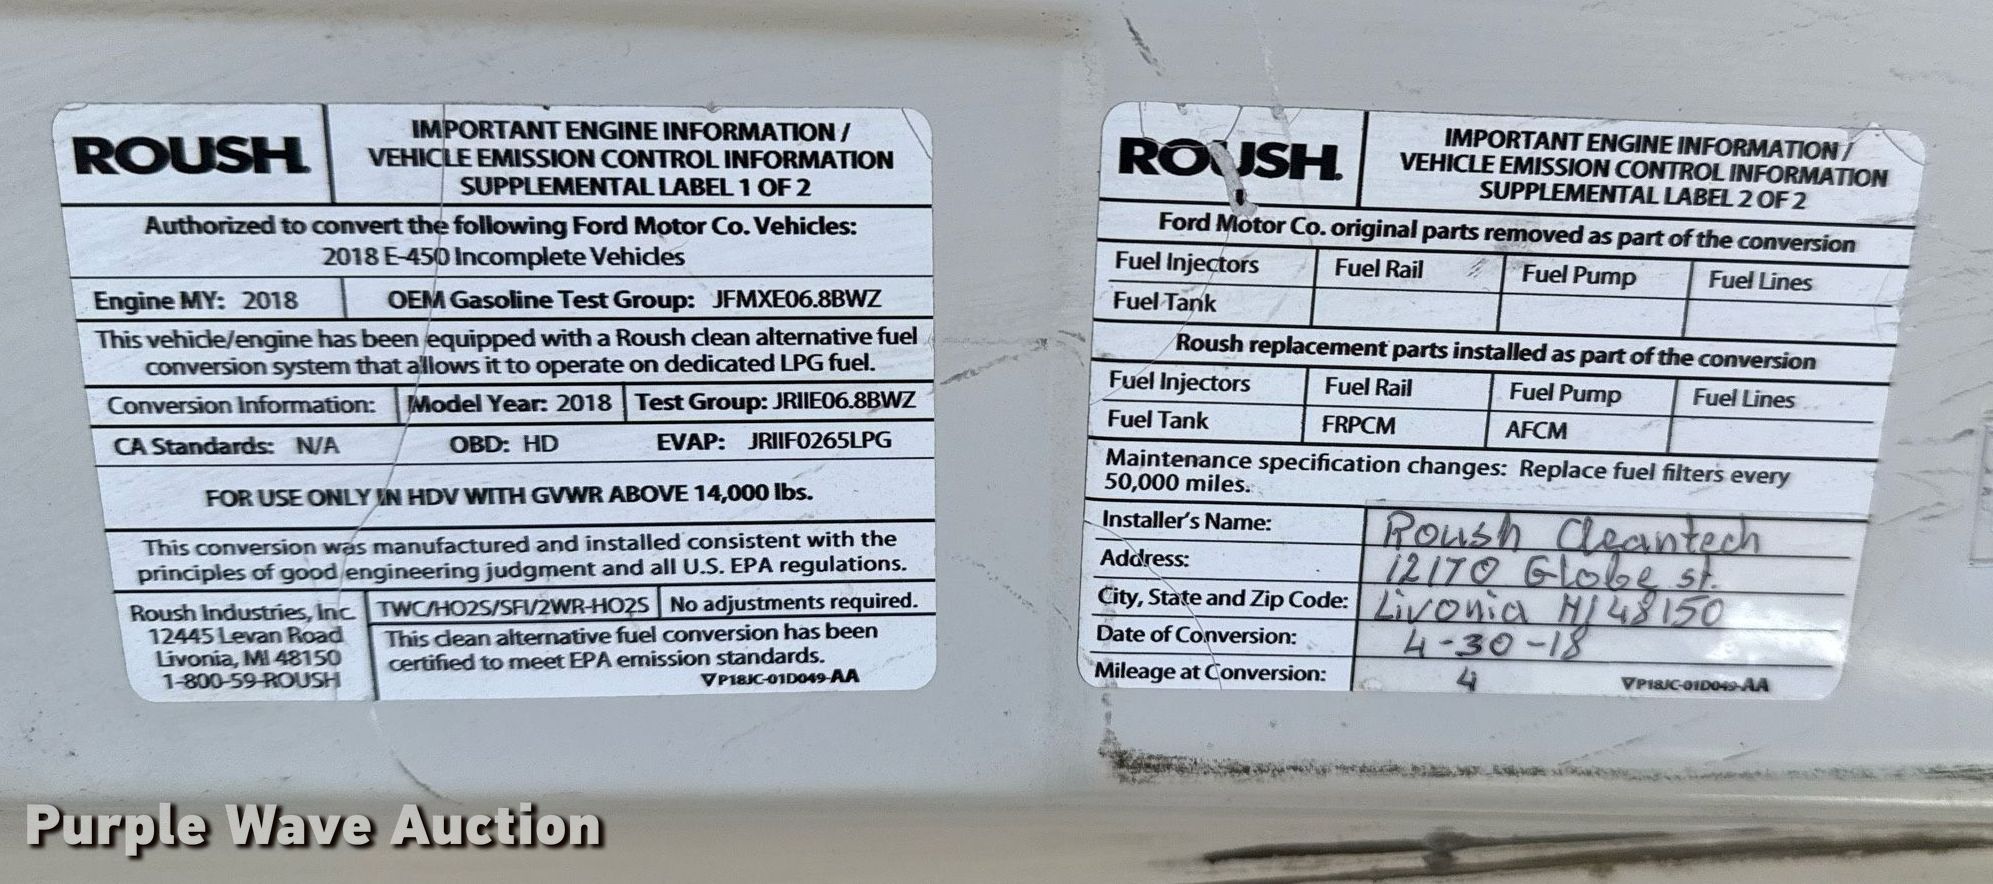 ROUSH
IMPORTANT ENGINE INFORMATION /
VEHICLE EMISSION CONTROL INFORMATION
SUPPLEMENTAL LABEL 1 OF 2
Authorized to convert the following Ford Motor Co. Vehicles:
2018 E-450 Incomplete Vehicles
Engine MY: 2018 OEM Gasoline Test Group: JFMXE06.8BWZ
This vehicle/engine has been equipped with a Roush clean alternative fuel
conversion system that allows it to operate on dedicated LPG fuel.
Conversion Information: Model Year: 2018 Test Group: JRIIE06.8BWZ
CA Standards: N/A OBD: HD EVAP: JRIIF0265LPG
FOR USE ONLY IN HDV WITH GVWR ABOVE 14,000 lbs.
This conversion was manufactured and installed consistent with the
principles of good engineering judgment and all U.S. EPA regulations.
Roush Industries, Inc.
12445 Levan Road
Livonia, MI 48150
1-800-59-ROUSH
TWC/HO2S/SFI/2WR-HO2S No adjustments required.
This clean alternative fuel conversion has been
certified to meet EPA emission standards.
P18JC-01D049-AA
ROUSH.
IMPORTANT ENGINE INFORMATION /
VEHICLE EMISSION CONTROL INFORMATION
SUPPLEMENTAL LABEL 2 OF 2
Ford Motor Co. original parts removed as part of the conversion
Fuel Injectors Fuel Rail Fuel Pump Fuel Lines
Fuel Tank
Roush replacement parts installed as part of the conversion
Fuel Injectors Fuel Rail Fuel Pump Fuel Lines
Fuel Tank FRPCM AFCM
Maintenance specification changes: Replace fuel filters every
50,000 miles.
Installer's Name: Roush Cleantech
Address: 12170 Globe st.
City, State and Zip Code: Livonia MI 48150
Date of Conversion: 4-30-18
Mileage at Conversion: 4
P18JC-01D049-AA
Purple Wave Auction